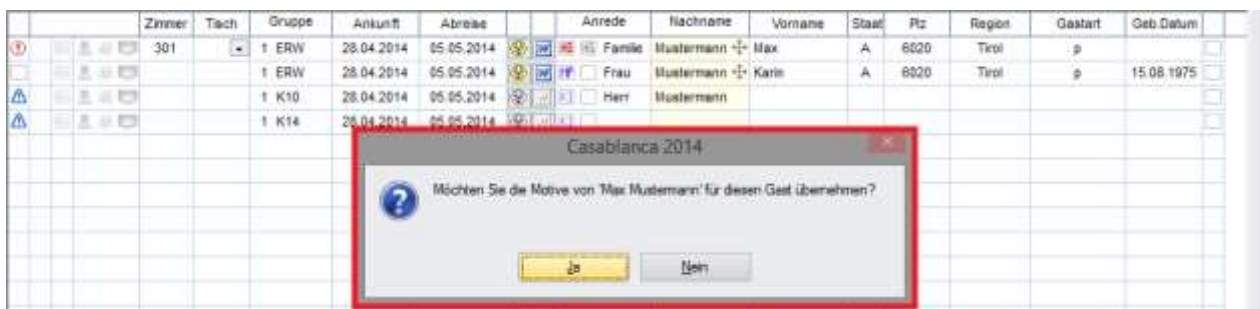 Zimmer Tisch Gruppe Ankunft Abreise Anrede Nachname Vorname Staat Plz Region Gastart Geb.Datum
301 1 ERW 28.04.2014 05.05.2014 Familie Mustermann Max A 6020 Tirol p
1 ERW 28.04.2014 05.05.2014 Frau Mustermann Karin A 6020 Tirol p 15.08.1975
1 K10 28.04.2014 05.05.2014 Herr Mustermann
1 K14 28.04.2014 05.05.2014
Casablanca 2014
Möchten Sie die Motive von 'Max Mustermann' für diesen Gast übernehmen?
Ja Nein